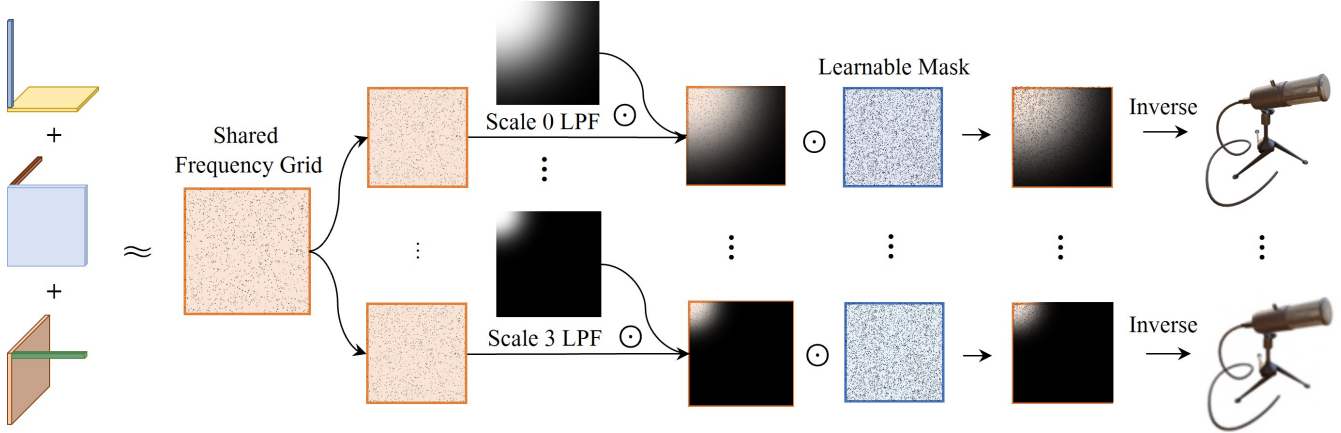 Shared
Frequency Grid
Scale 0 LPF
Learnable Mask
Inverse
Scale 3 LPF
Inverse